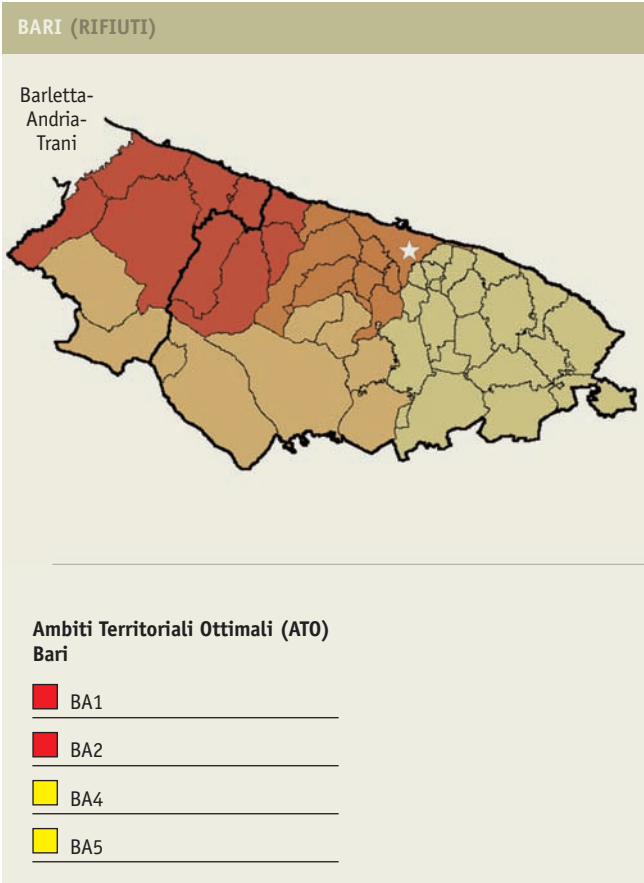 BARI (RIFIUTI)
Barletta-
Andria-
Trani
Ambiti Territoriali Ottimali (ATO)
Bari
BA1
BA2
BA4
BA5